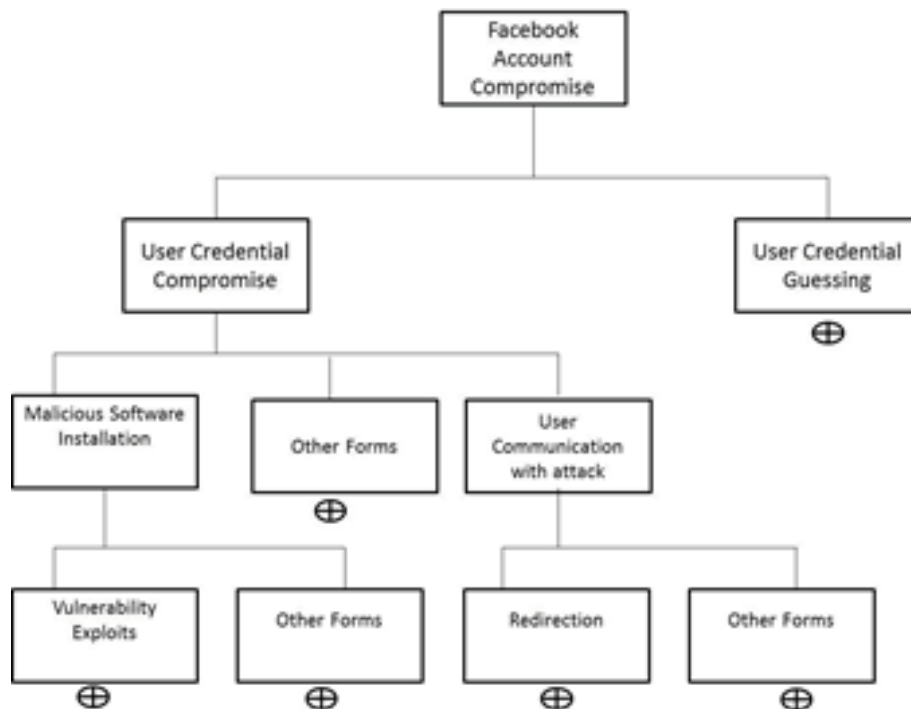 Facebook
Account
Compromise
User Credential
Compromise
User Credential
Guessing
Malicious Software
Installation
Other Forms
User
Communication
with attack
Vulnerability
Exploits
Other Forms
Redirection
Other Forms